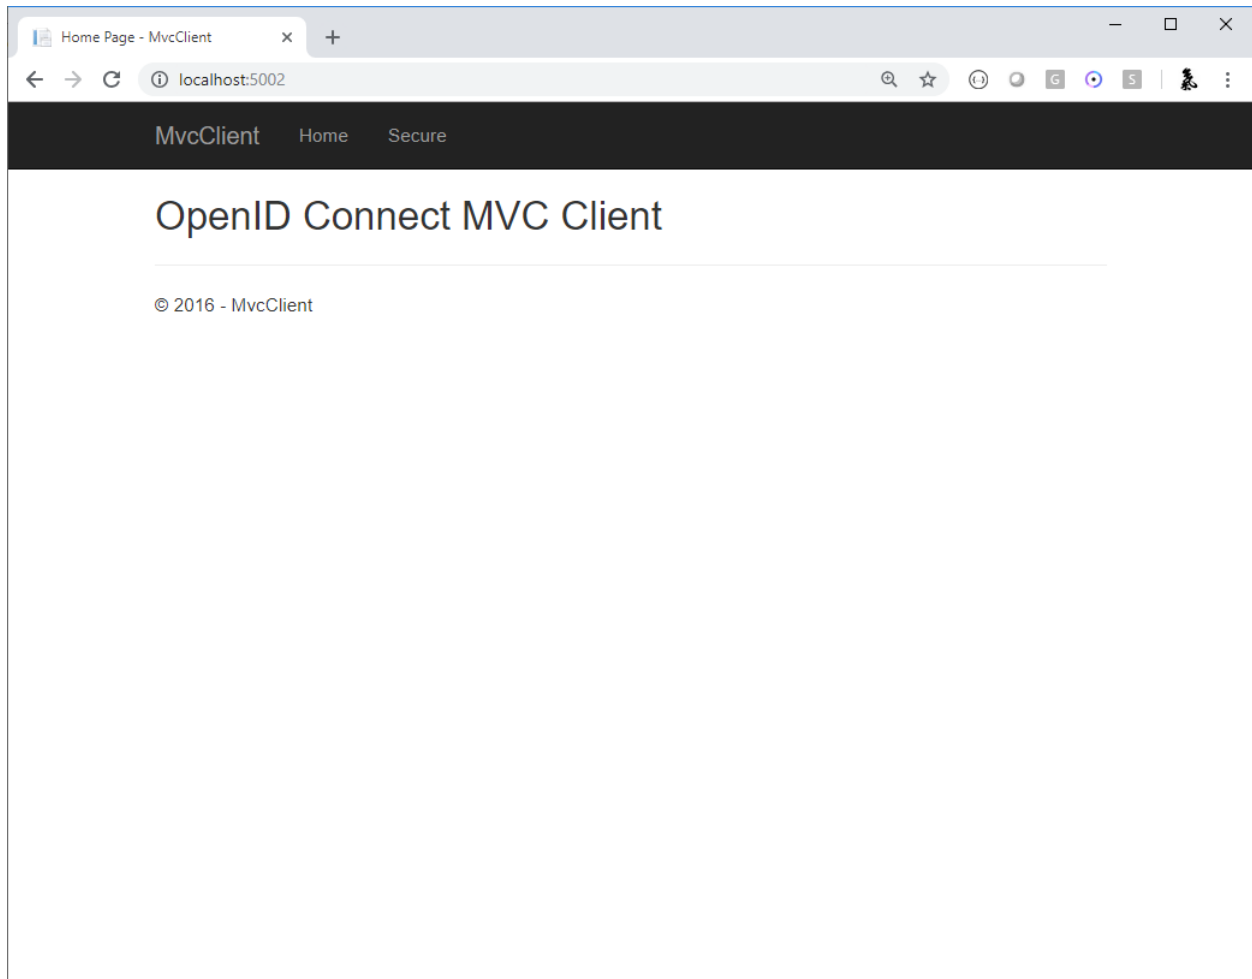 Home Page - MvcClient
localhost:5002
G
S
MvcClient Home Secure
OpenID Connect MVC Client
© 2016 - MvcClient